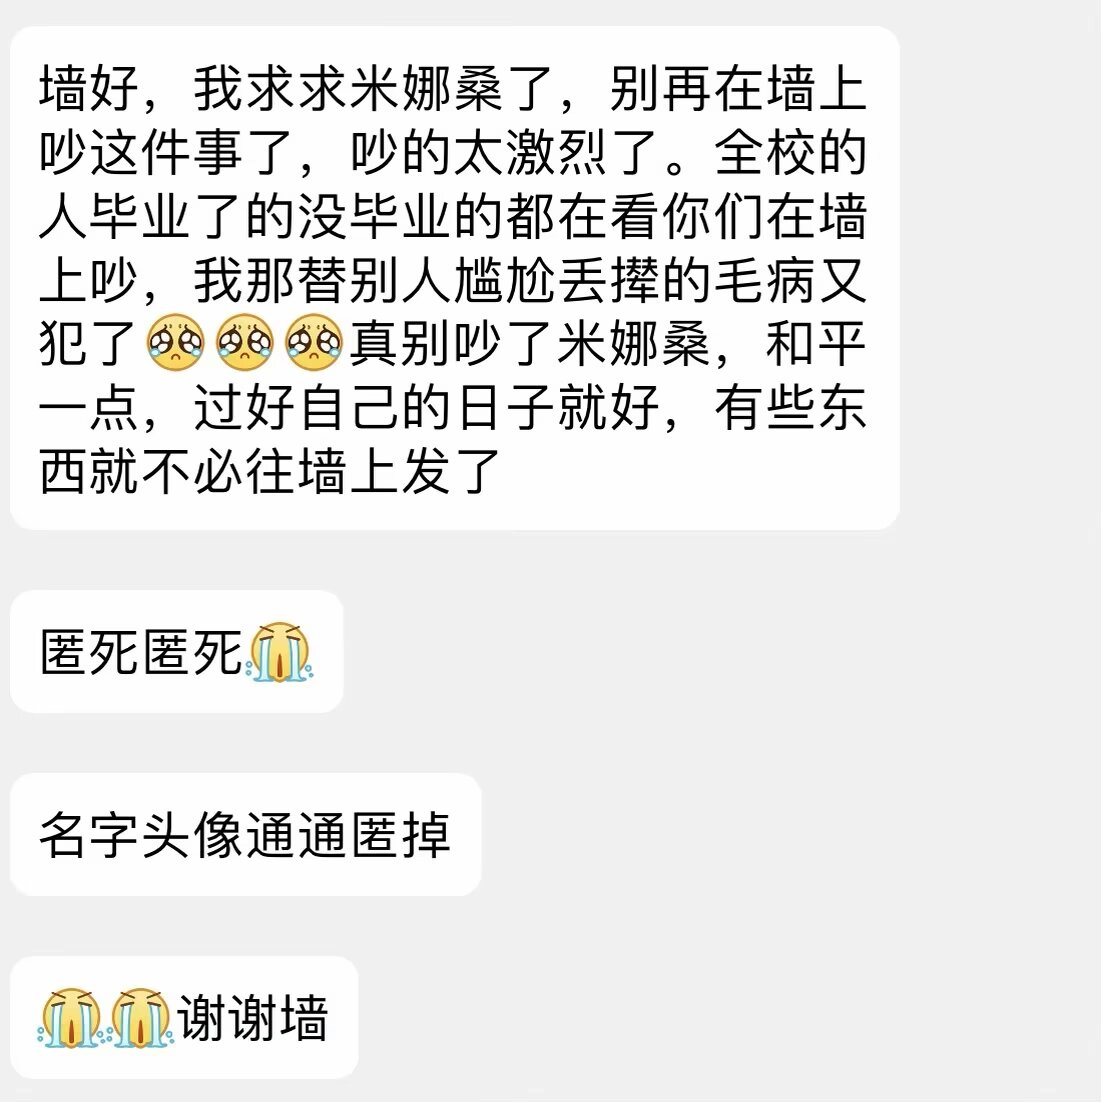 墙好，我求求米娜桑了，别再在墙上
吵这件事了，吵的太激烈了。全校的
人毕业了的没毕业的都在看你们在墙
上吵，我那替别人尴尬丢撵的毛病又
犯了🥺🥺🥺真别吵了米娜桑，和平
一点，过好自己的日子就好，有些东
西就不必往墙上发了
匿死匿死😭
名字头像通通匿掉
😭😭谢谢墙